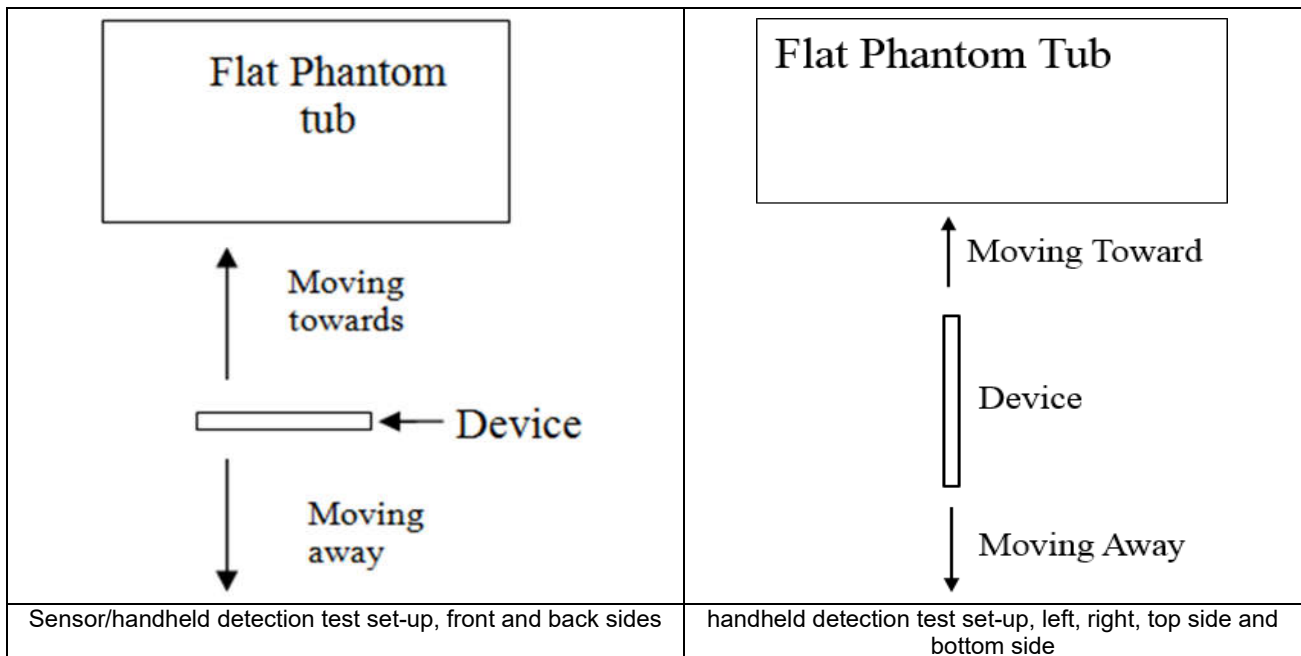 Flat Phantom
tub
Moving
towards
Device
Moving
away
Sensor/handheld detection test set-up, front and back sides
Flat Phantom Tub
Moving Toward
Device
Moving Away
handheld detection test set-up, left, right, top side and
bottom side